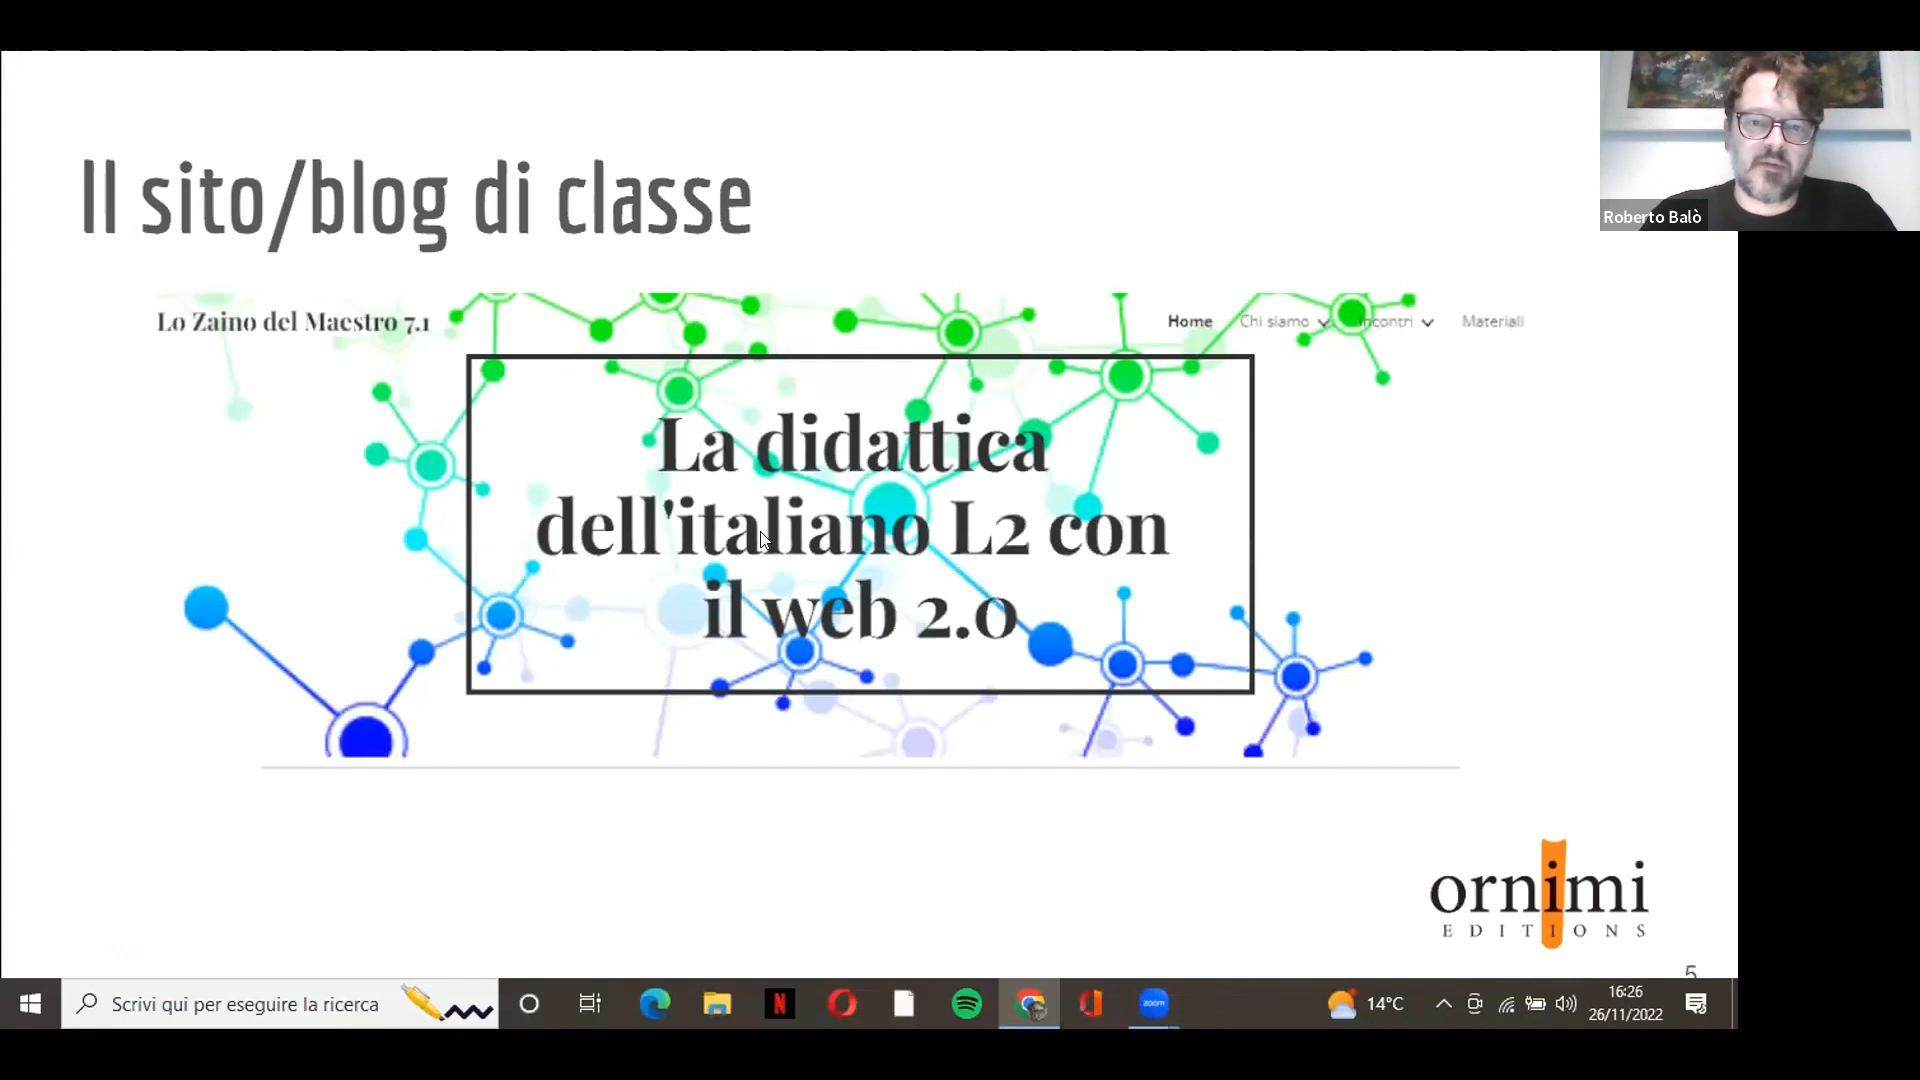 Il sito/blog di classe
Roberto Balò
Lo Zaino del Maestro 7.1
Home Chi siamo Incontri Materiali
La didattica
dell'italiano L2 con
il web 2.0
ornimi
EDITIONS
5
Scrivi qui per eseguire la ricerca
N
zoom
14°C
16:26
26/11/2022